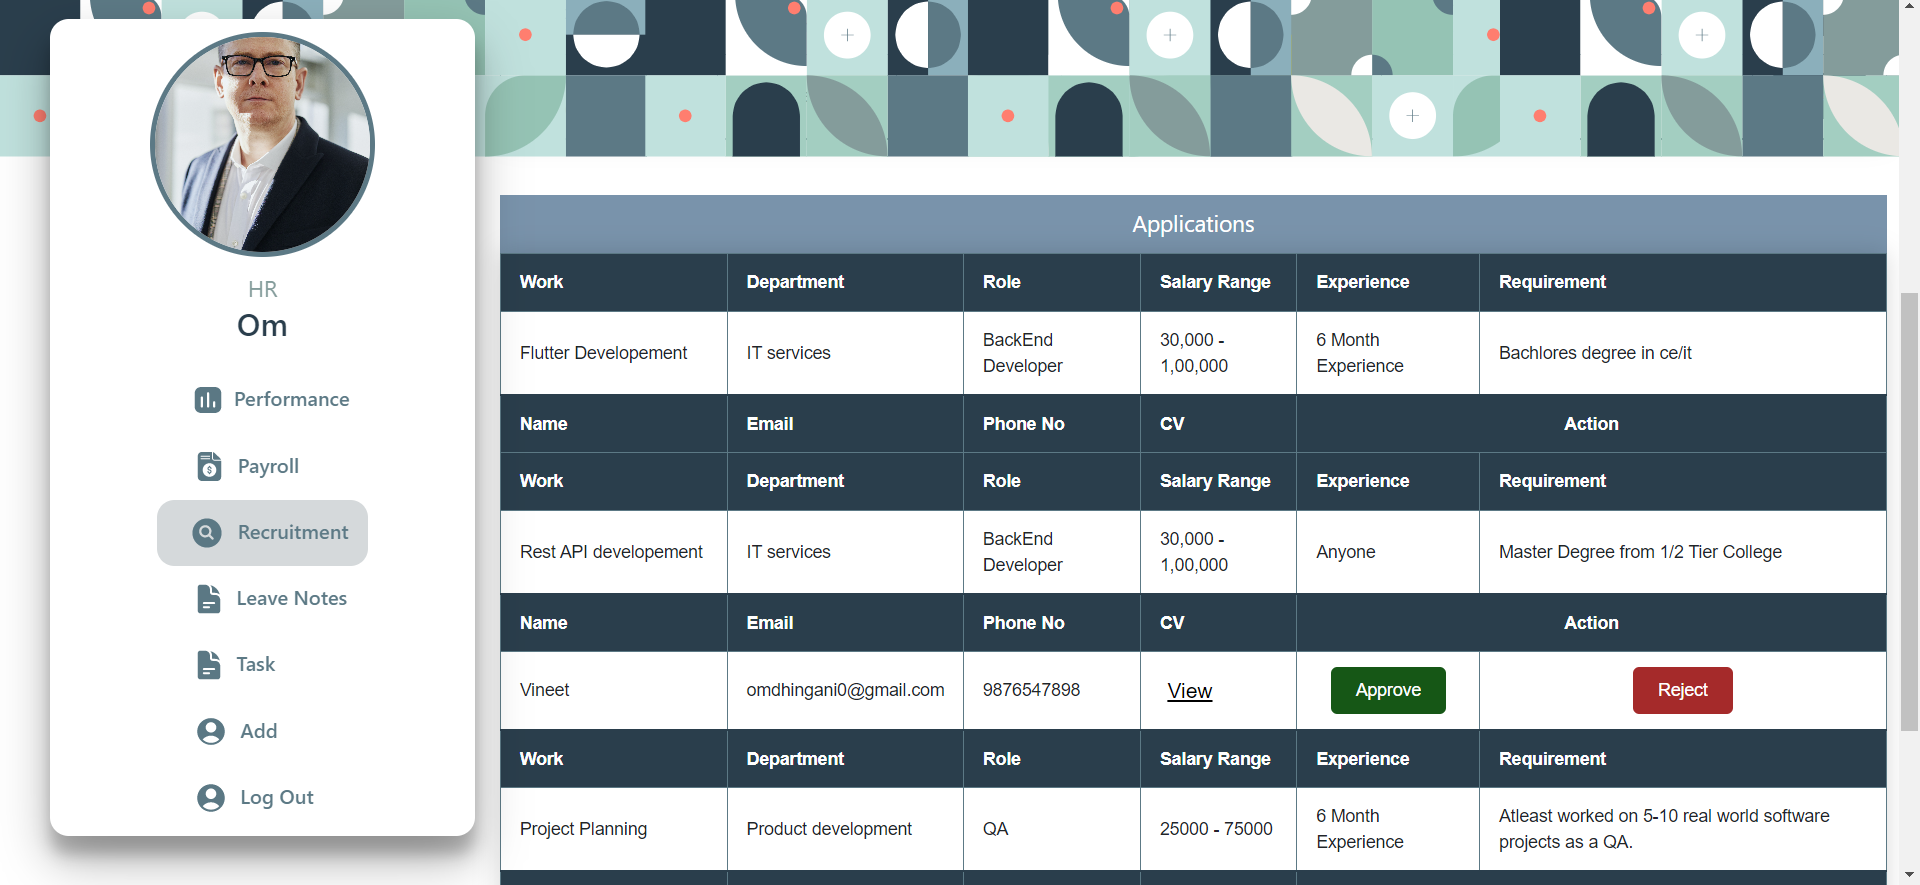 HR
Om
Performance
Payroll
Recruitment
Leave Notes
Task
Add
Log Out
Applications
Work Department Role Salary Range Experience Requirement
Flutter Developement IT services BackEnd Developer 30,000 - 1,00,000 6 Month Experience Bachlores degree in ce/it
Name Email Phone No CV Action
Work Department Role Salary Range Experience Requirement
Rest API developement IT services BackEnd Developer 30,000 - 1,00,000 Anyone Master Degree from 1/2 Tier College
Name Email Phone No CV Action
Vineet omdhingani0@gmail.com 9876547898 View Approve Reject
Work Department Role Salary Range Experience Requirement
Project Planning Product development QA 25000 - 75000 6 Month Experience Atleast worked on 5-10 real world software projects as a QA.